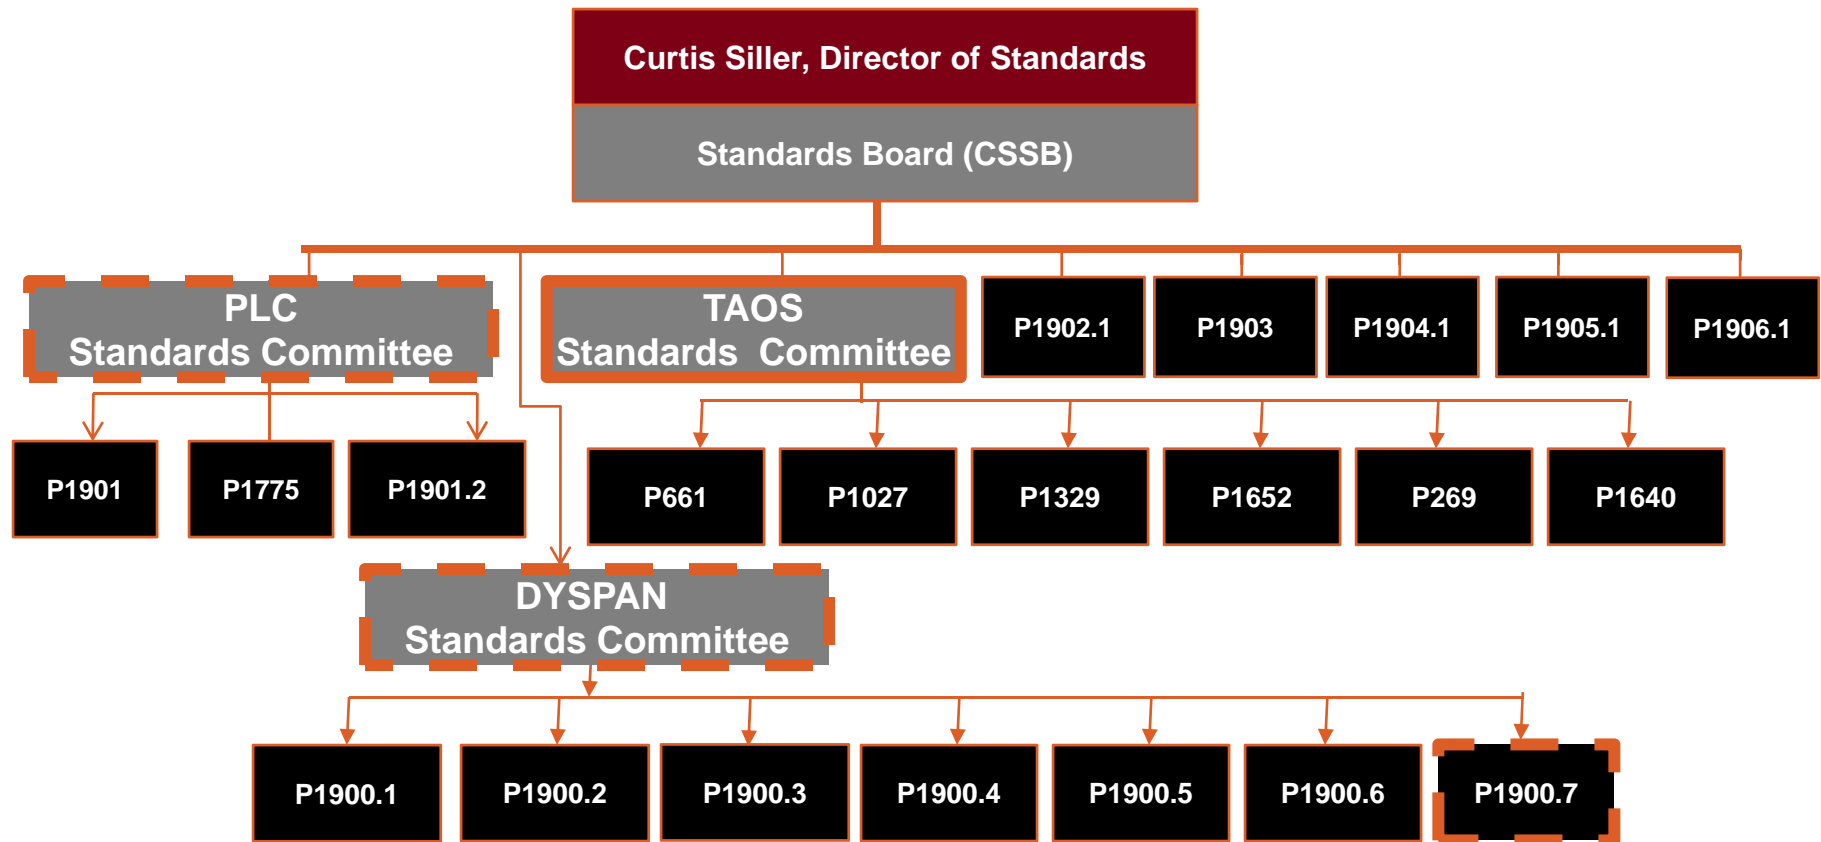 Curtis Siller, Director of Standards
Standards Board (CSSB)
PLC
Standards Committee
TAOS
Standards  Committee
P1902.1
P1903
P1904.1
P1905.1
P1906.1
P1901
P1775
P1901.2
P661
P1027
P1329
P1652
P269
P1640
DYSPAN
Standards Committee
P1900.1
P1900.2
P1900.3
P1900.4
P1900.5
P1900.6
P1900.7